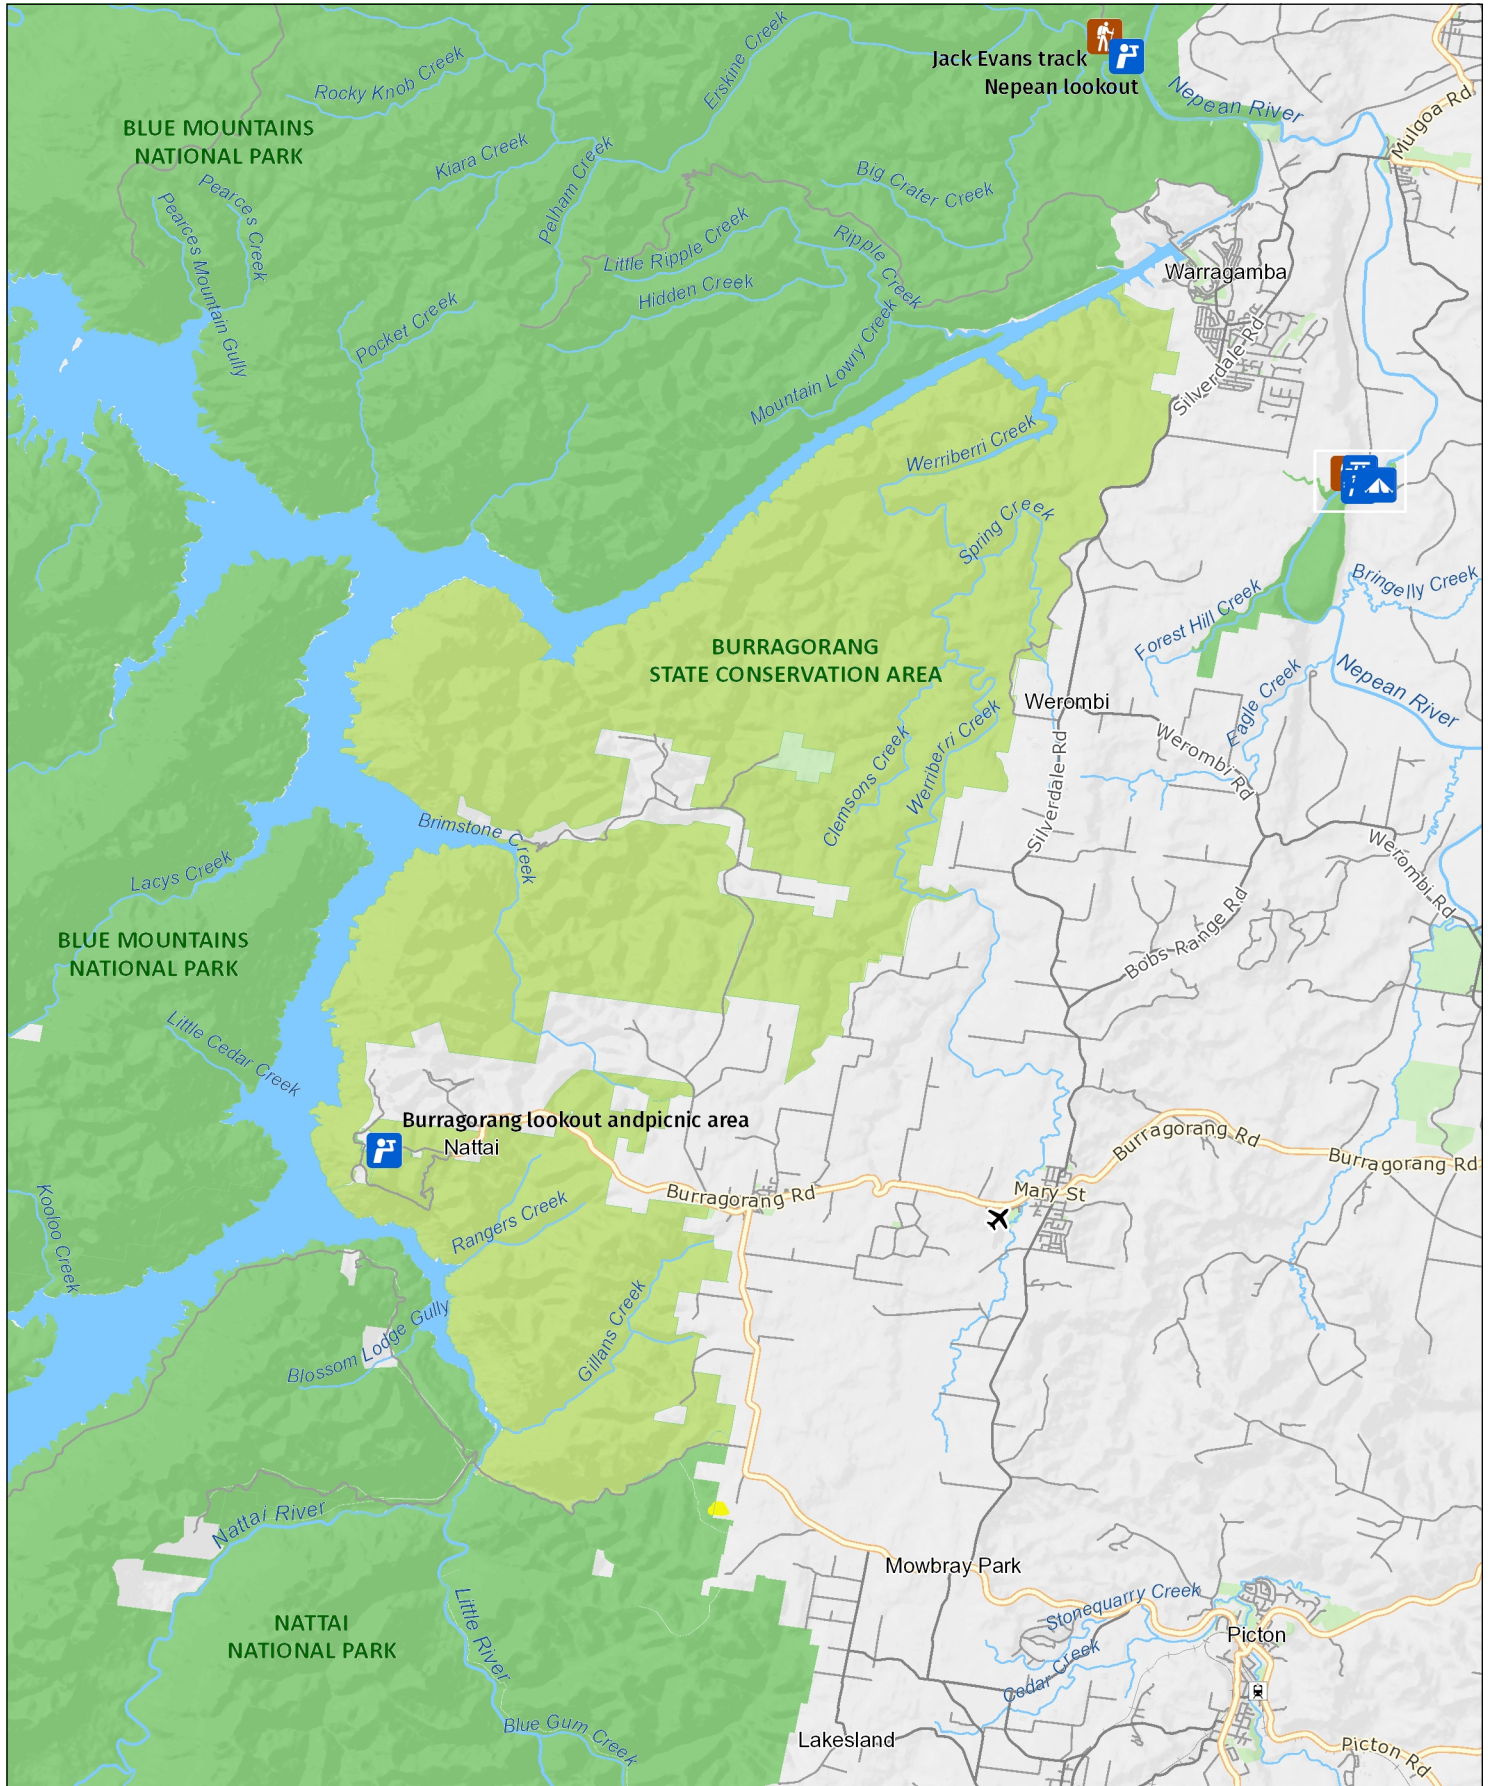 Jack Evans track
Nepean lookout
Nepean River
Mulgoa Rd
Erskine Creek
Rocky Knob Creek
BLUE MOUNTAINS
NATIONAL PARK
Kiara Creek
Pelham Creek
Big Crater Creek
Pearces Creek
Pearces Mountain Gully
Little Ripple Creek
Ripple Creek
Hidden Creek
Warragamba
Pocket Creek
Mountain Lowry Creek
Silverdale Rd
Werriberri Creek
Spring Creek
Bringelly Creek
Forest Hill Creek
BURRAGORANG
STATE CONSERVATION AREA
Nepean River
Eagle Creek
Werombi
Werombi Rd
Clemsons Creek
Werriberri Creek
Silverdale Rd
Brimstone Creek
Werombi Rd
Lacys Creek
Bobs Range Rd
BLUE MOUNTAINS
NATIONAL PARK
Little Cedar Creek
Burragorang lookout andpicnic area
Nattai
Burragorang Rd
Burragorang Rd
Burragorang Rd
Mary St
Kooloo Creek
Rangers Creek
Gillans Creek
Blossom Lodge Gully
Nattai River
Mowbray Park
Stonequarry Creek
Little River
NATTAI
NATIONAL PARK
Picton
Cedar Creek
Blue Gum Creek
Lakesland
Picton Rd